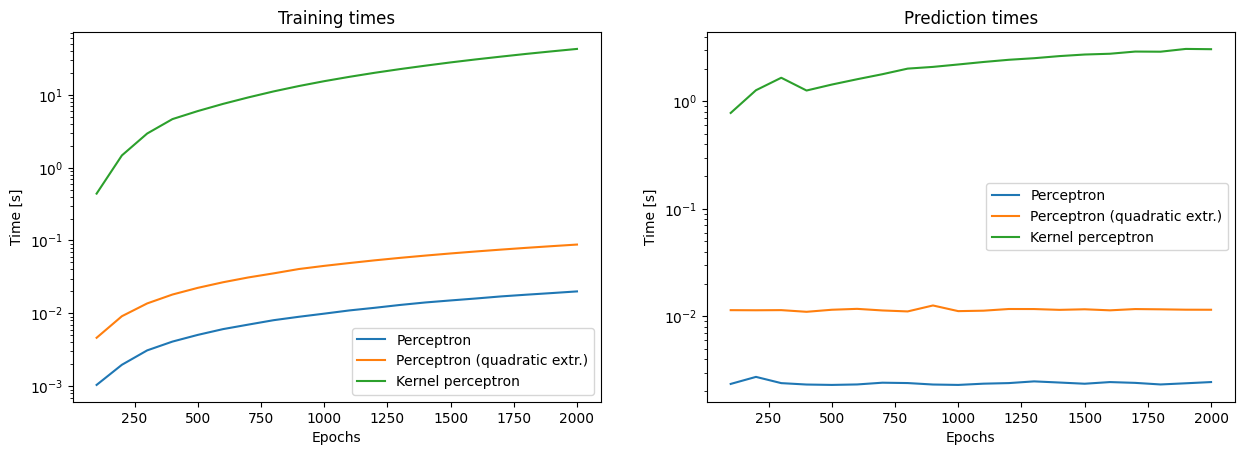 Training times
Time [s]
10¹
10⁰
10⁻¹
10⁻²
10⁻³
Perceptron
Perceptron (quadratic extr.)
Kernel perceptron
250 500 750 1000 1250 1500 1750 2000
Epochs
Prediction times
Time [s]
10⁰
10⁻¹
10⁻²
Perceptron
Perceptron (quadratic extr.)
Kernel perceptron
250 500 750 1000 1250 1500 1750 2000
Epochs